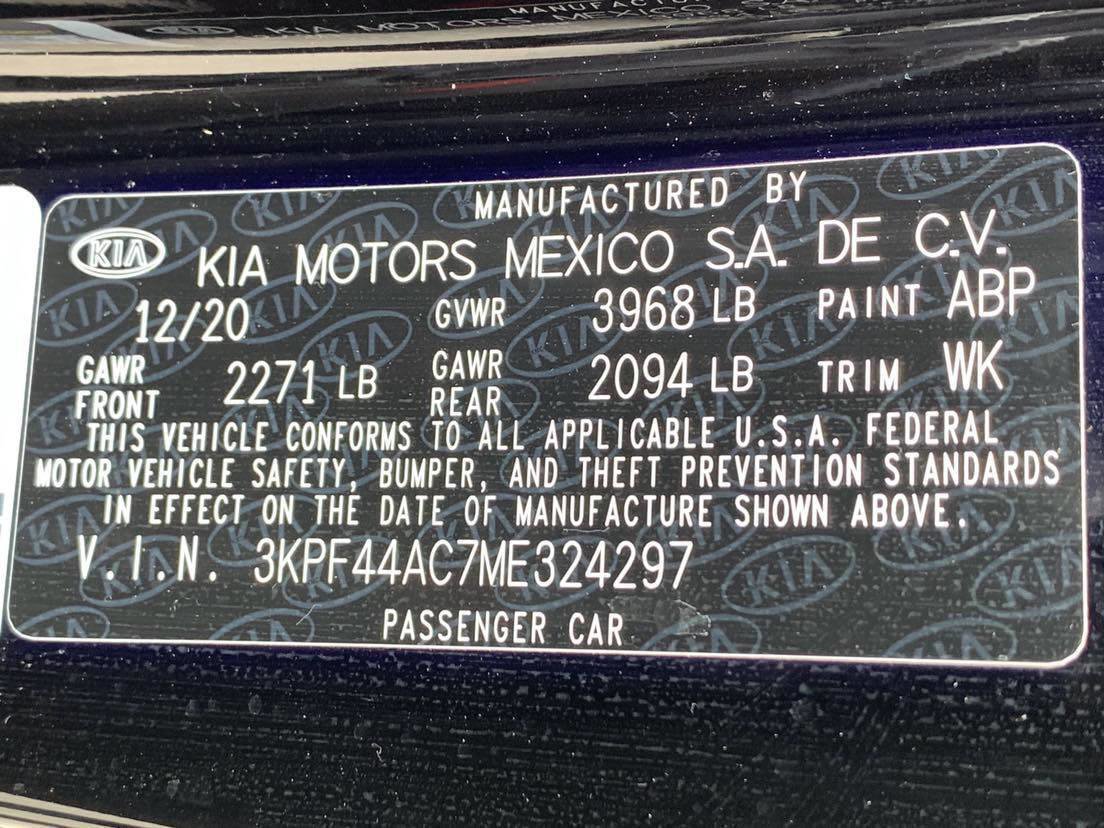 MANUFACTURED BY
KIA KIA MOTORS MEXICO S.A. DE C.V.
12/20 GVWR 3968 LB PAINT ABP
GAWR FRONT 2271 LB GAWR REAR 2094 LB TRIM WK
THIS VEHICLE CONFORMS TO ALL APPLICABLE U.S.A. FEDERAL
MOTOR VEHICLE SAFETY, BUMPER, AND THEFT PREVENTION STANDARDS
IN EFFECT ON THE DATE OF MANUFACTURE SHOWN ABOVE.
V.I.N. 3KPF44AC7ME324297
PASSENGER CAR